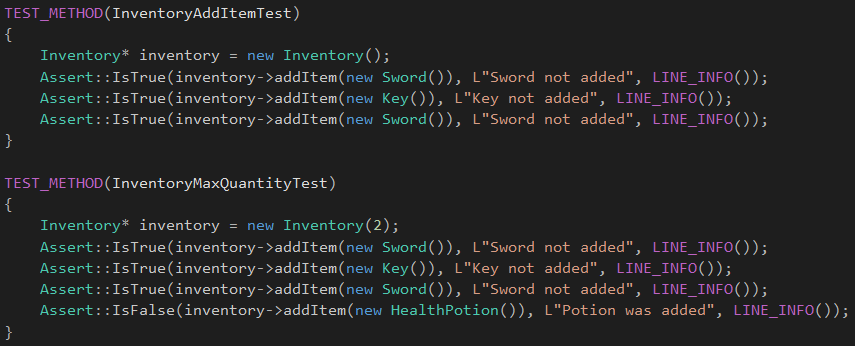 TEST_METHOD(InventoryAddItemTest)
{
    Inventory* inventory = new Inventory();
    Assert::IsTrue(inventory->addItem(new Sword()), L"Sword not added", LINE_INFO());
    Assert::IsTrue(inventory->addItem(new Key()), L"Key not added", LINE_INFO());
    Assert::IsTrue(inventory->addItem(new Sword()), L"Sword not added", LINE_INFO());
}

TEST_METHOD(InventoryMaxQuantityTest)
{
    Inventory* inventory = new Inventory(2);
    Assert::IsTrue(inventory->addItem(new Sword()), L"Sword not added", LINE_INFO());
    Assert::IsTrue(inventory->addItem(new Key()), L"Key not added", LINE_INFO());
    Assert::IsTrue(inventory->addItem(new Sword()), L"Sword not added", LINE_INFO());
    Assert::IsFalse(inventory->addItem(new HealthPotion()), L"Potion was added", LINE_INFO());
}